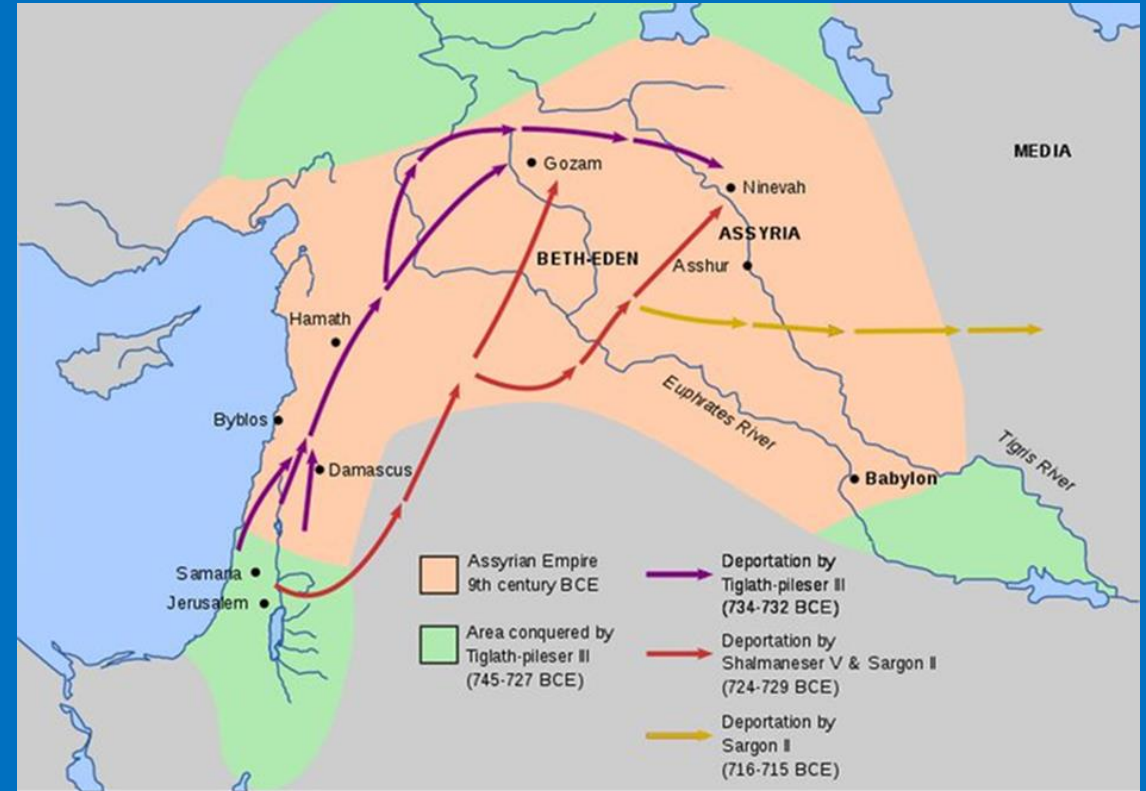 MEDIA
Gozam
Ninevah
ASSYRIA
BETH-EDEN
Asshur
Hamath
Byblos
Euphrates River
Damascus
Tigris River
Babylon
Samaria
Jerusalem
Assyrian Empire
9th century BCE
Area conquered by
Tiglath-pileser III
(745-727 BCE)
Deportation by
Tiglath-pileser III
(734-732 BCE)
Deportation by
Shalmaneser V & Sargon II
(724-729 BCE)
Deportation by
Sargon II
(716-715 BCE)